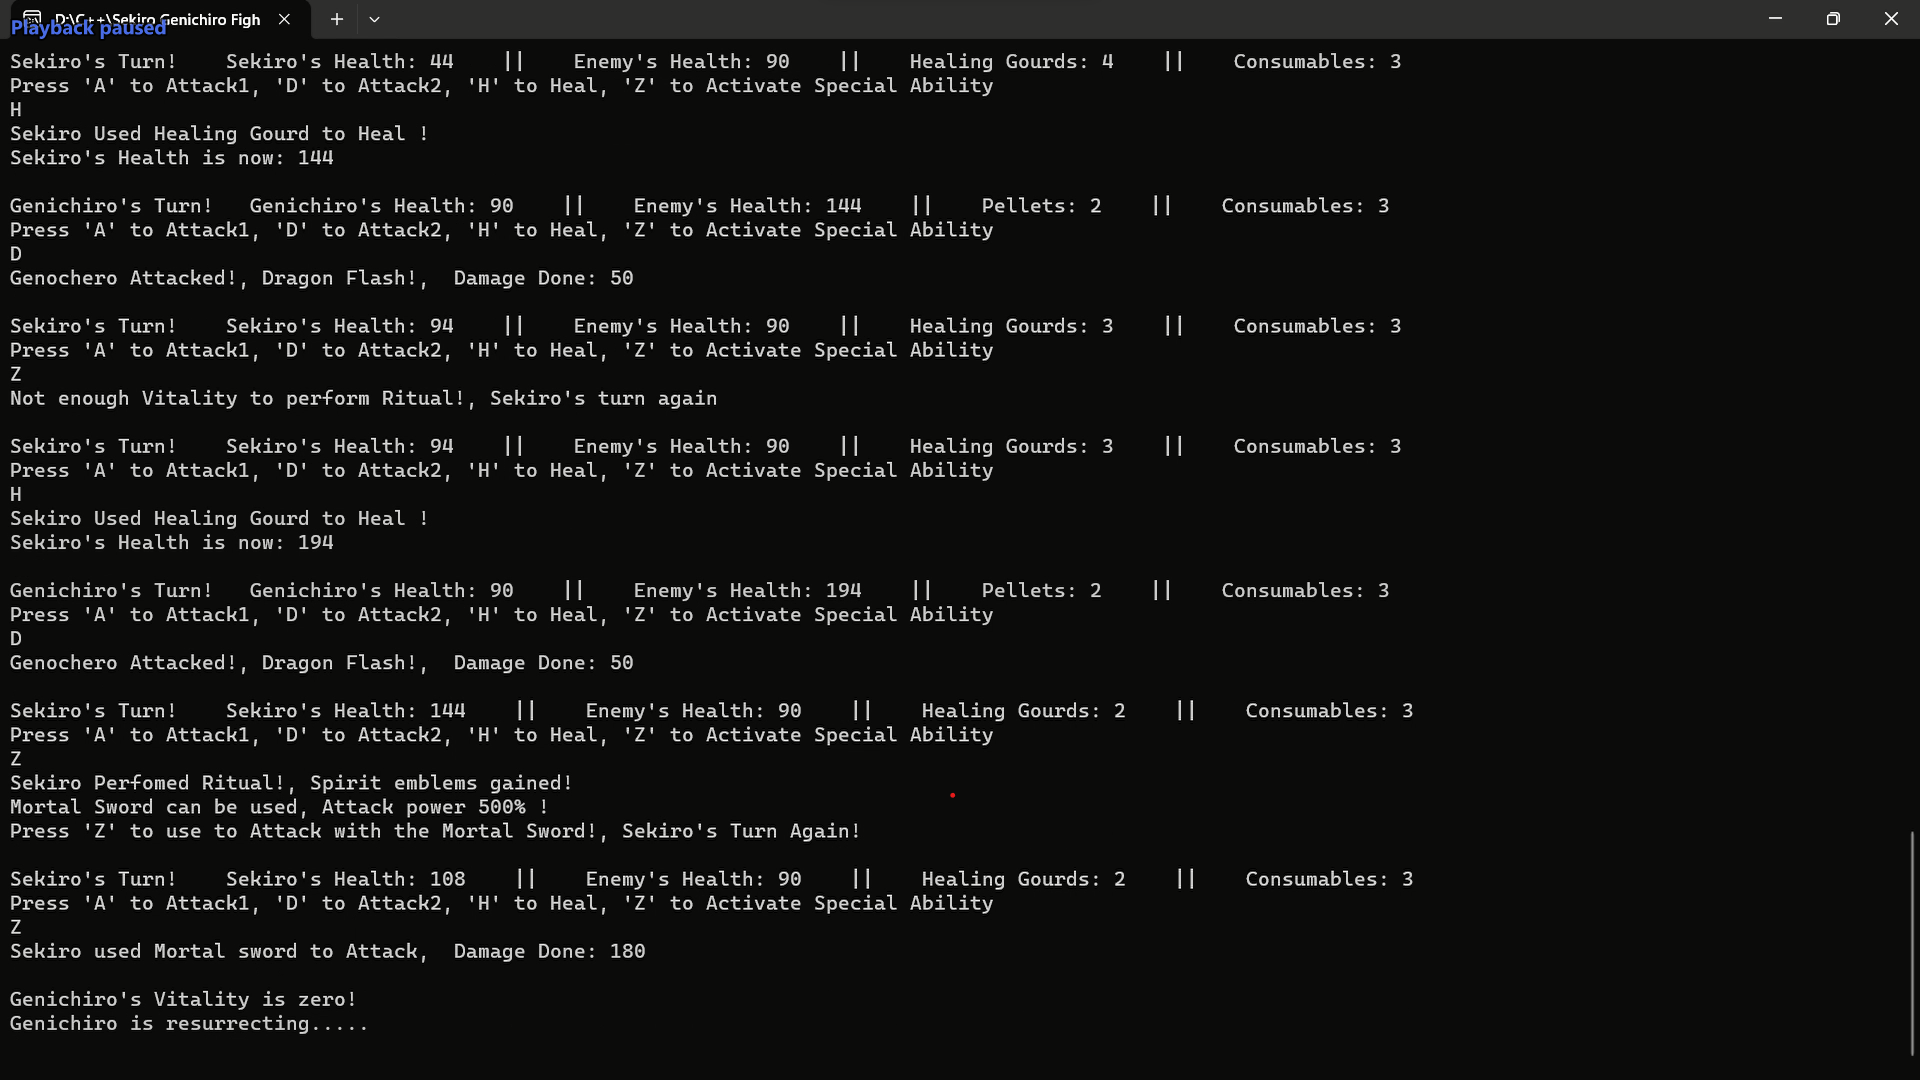 D:\C++\Sekiro Genichiro Figh
Playback paused
Sekiro's Turn!    Sekiro's Health: 44    ||    Enemy's Health: 90    ||    Healing Gourds: 4    ||    Consumables: 3
Press 'A' to Attack1, 'D' to Attack2, 'H' to Heal, 'Z' to Activate Special Ability
H
Sekiro Used Healing Gourd to Heal !
Sekiro's Health is now: 144
Genichiro's Turn!   Genichiro's Health: 90    ||    Enemy's Health: 144    ||    Pellets: 2    ||    Consumables: 3
Press 'A' to Attack1, 'D' to Attack2, 'H' to Heal, 'Z' to Activate Special Ability
D
Genochero Attacked!, Dragon Flash!,  Damage Done: 50
Sekiro's Turn!    Sekiro's Health: 94    ||    Enemy's Health: 90    ||    Healing Gourds: 3    ||    Consumables: 3
Press 'A' to Attack1, 'D' to Attack2, 'H' to Heal, 'Z' to Activate Special Ability
Z
Not enough Vitality to perform Ritual!, Sekiro's turn again
Sekiro's Turn!    Sekiro's Health: 94    ||    Enemy's Health: 90    ||    Healing Gourds: 3    ||    Consumables: 3
Press 'A' to Attack1, 'D' to Attack2, 'H' to Heal, 'Z' to Activate Special Ability
H
Sekiro Used Healing Gourd to Heal !
Sekiro's Health is now: 194
Genichiro's Turn!   Genichiro's Health: 90    ||    Enemy's Health: 194    ||    Pellets: 2    ||    Consumables: 3
Press 'A' to Attack1, 'D' to Attack2, 'H' to Heal, 'Z' to Activate Special Ability
D
Genochero Attacked!, Dragon Flash!,  Damage Done: 50
Sekiro's Turn!    Sekiro's Health: 144    ||    Enemy's Health: 90    ||    Healing Gourds: 2    ||    Consumables: 3
Press 'A' to Attack1, 'D' to Attack2, 'H' to Heal, 'Z' to Activate Special Ability
Z
Sekiro Perfomed Ritual!, Spirit emblems gained!
Mortal Sword can be used, Attack power 500% !
Press 'Z' to use to Attack with the Mortal Sword!, Sekiro's Turn Again!
Sekiro's Turn!    Sekiro's Health: 108    ||    Enemy's Health: 90    ||    Healing Gourds: 2    ||    Consumables: 3
Press 'A' to Attack1, 'D' to Attack2, 'H' to Heal, 'Z' to Activate Special Ability
Z
Sekiro used Mortal sword to Attack,  Damage Done: 180
Genichiro's Vitality is zero!
Genichiro is resurrecting.....